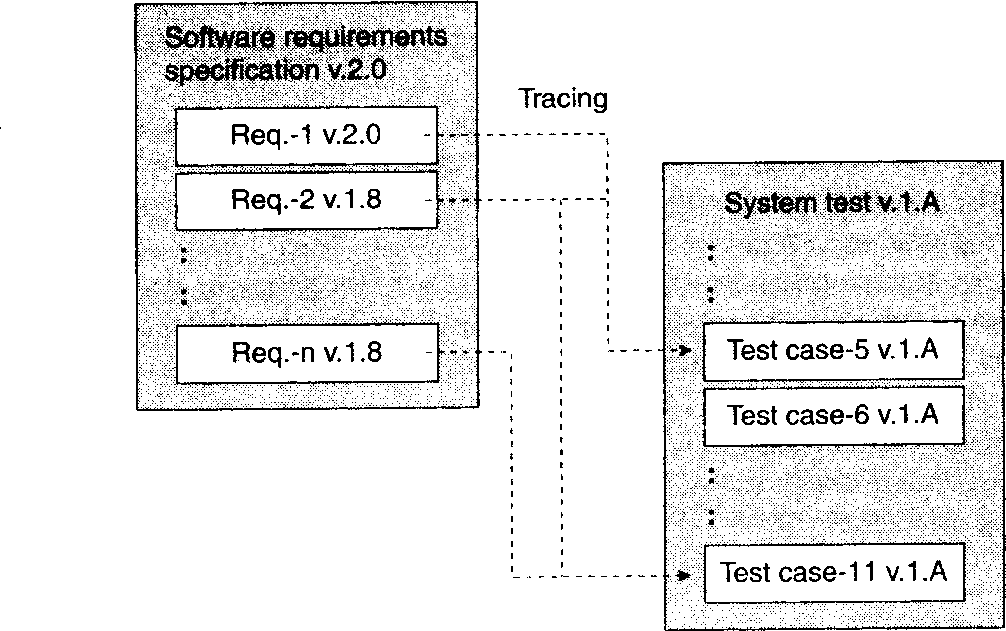 Software requirements
specification v.2.0
Req.-1 v.2.0
Req.-2 v.1.8
Req.-n v.1.8
Tracing
System test v.1.A
Test case-5 v.1.A
Test case-6 v.1.A
Test case-11 v.1.A